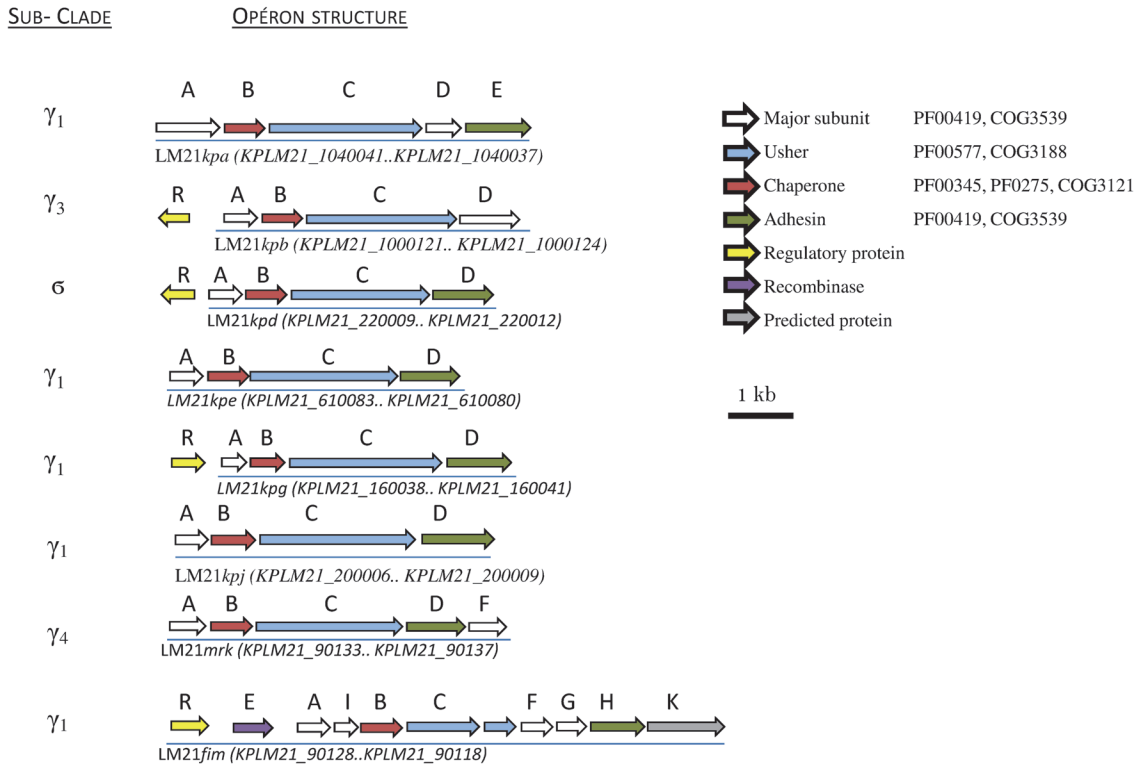 SUB- CLADE OPÉRON STRUCTURE
A B C D E
γ1
LM21kpa (KPLM21_1040041..KPLM21_1040037)
R A B C D
γ3
LM21kpb (KPLM21_1000121.. KPLM21_1000124)
R A B C D
σ
LM21kpd (KPLM21_220009.. KPLM21_220012)
A B C D
γ1
LM21kpe (KPLM21_610083.. KPLM21_610080)
R A B C D
γ1
LM21kpg (KPLM21_160038.. KPLM21_160041)
A B C D
γ1
LM21kpj (KPLM21_200006.. KPLM21_200009)
A B C D F
γ4
LM21mrk (KPLM21_90133.. KPLM21_90137)
R E A I B C F G H K
γ1
LM21fim (KPLM21_90128..KPLM21_90118)
Major subunit PF00419, COG3539
Usher PF00577, COG3188
Chaperone PF00345, PF0275, COG3121
Adhesin PF00419, COG3539
Regulatory protein
Recombinase
Predicted protein
1 kb